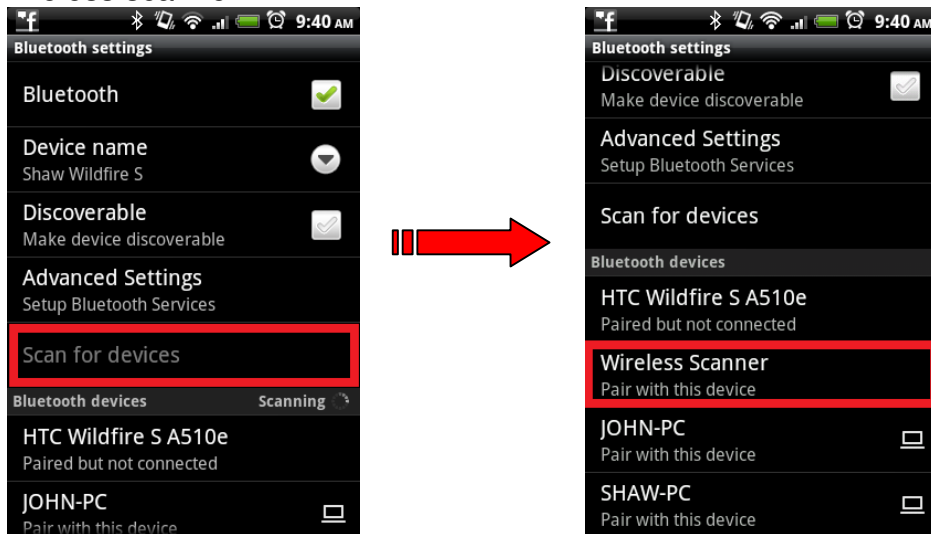 9:40 AM
Bluetooth settings
Bluetooth
Device name
Shaw Wildfire S
Discoverable
Make device discoverable
Advanced Settings
Setup Bluetooth Services
Scan for devices
Bluetooth devices Scanning
HTC Wildfire S A510e
Paired but not connected
JOHN-PC
Pair with this device
9:40 AM
Bluetooth settings
Discoverable
Make device discoverable
Advanced Settings
Setup Bluetooth Services
Scan for devices
Bluetooth devices
HTC Wildfire S A510e
Paired but not connected
Wireless Scanner
Pair with this device
JOHN-PC
Pair with this device
SHAW-PC
Pair with this device